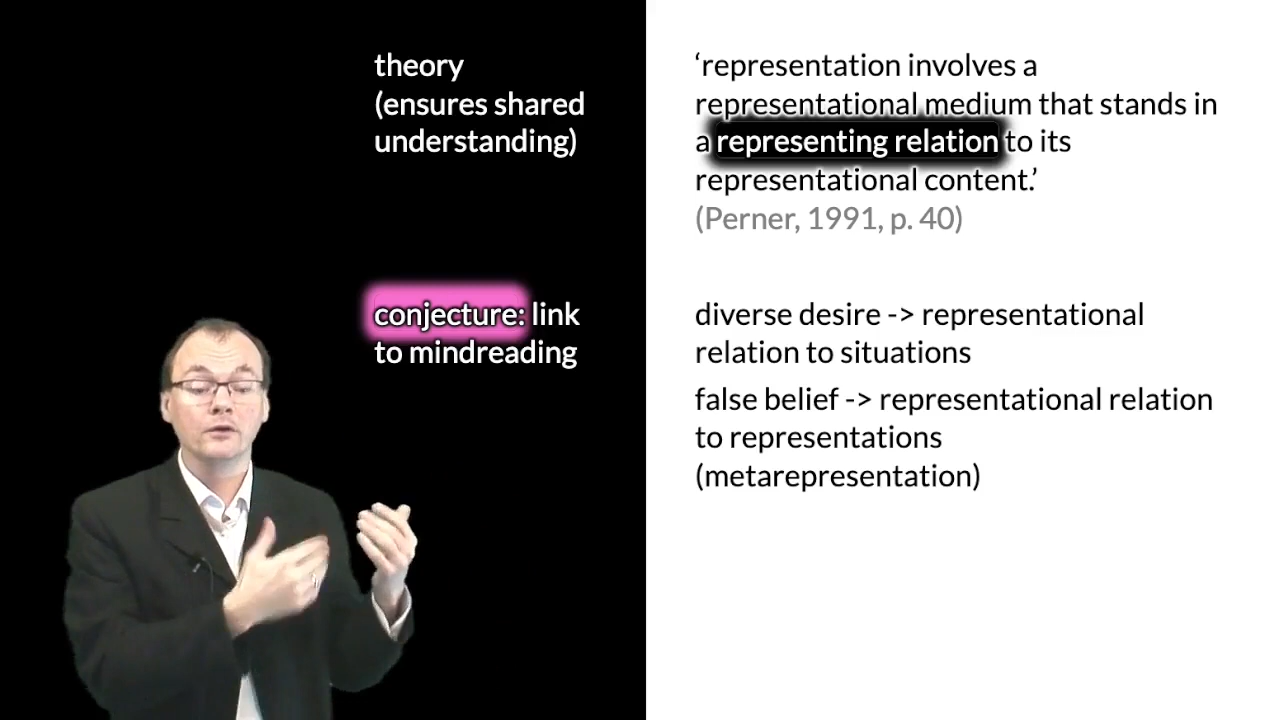 theory
(ensures shared
understanding)
‘representation involves a
representational medium that stands in
a representing relation to its
representational content.’
(Perner, 1991, p. 40)
conjecture: link
to mindreading
diverse desire -> representational
relation to situations
false belief -> representational relation
to representations
(metarepresentation)